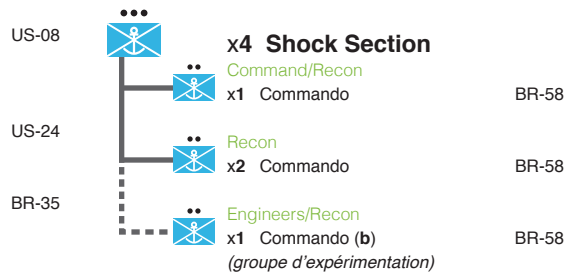 US-08
x4 Shock Section
Command/Recon
x1 Commando BR-58
US-24
Recon
x2 Commando BR-58
BR-35
Engineers/Recon
x1 Commando (b) BR-58
(groupe d'expérimentation)